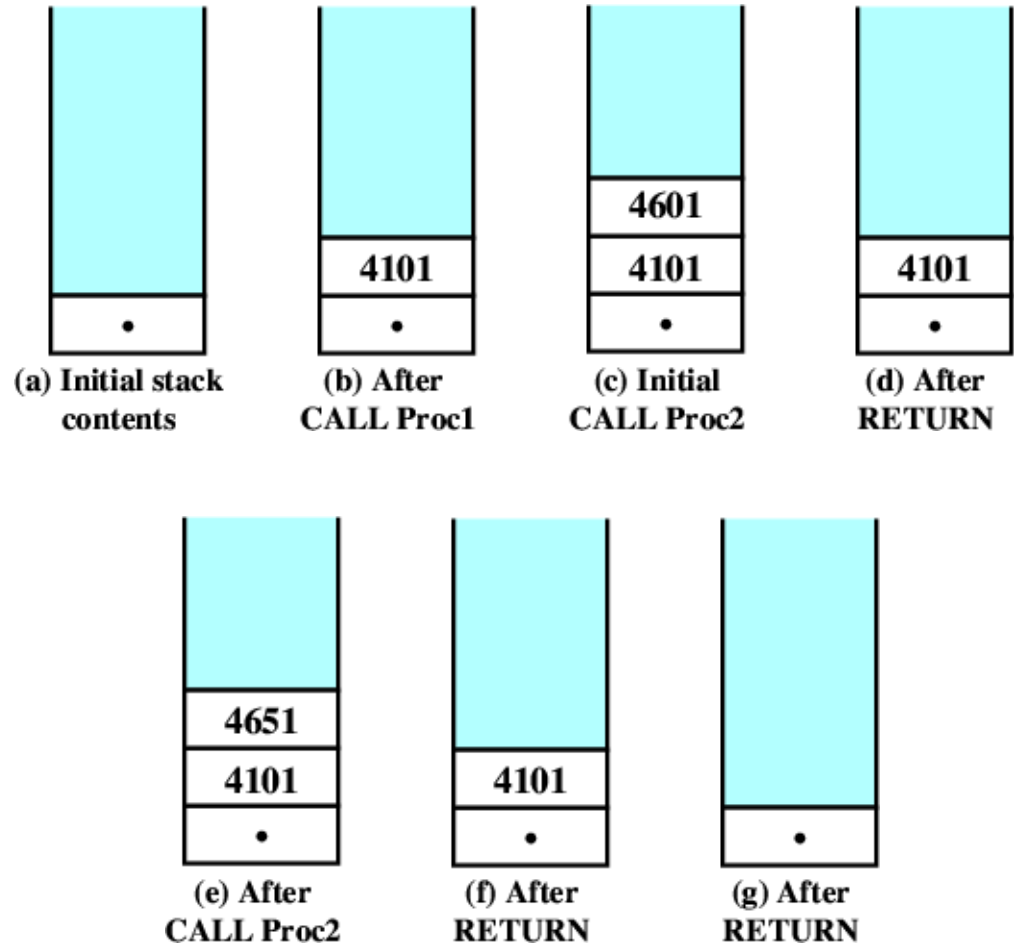 4601
4101
4101
4101
(a) Initial stack
contents
(b) After
CALL Proc1
(c) Initial
CALL Proc2
(d) After
RETURN
4651
4101
4101
(e) After
CALL Proc2
(f) After
RETURN
(g) After
RETURN